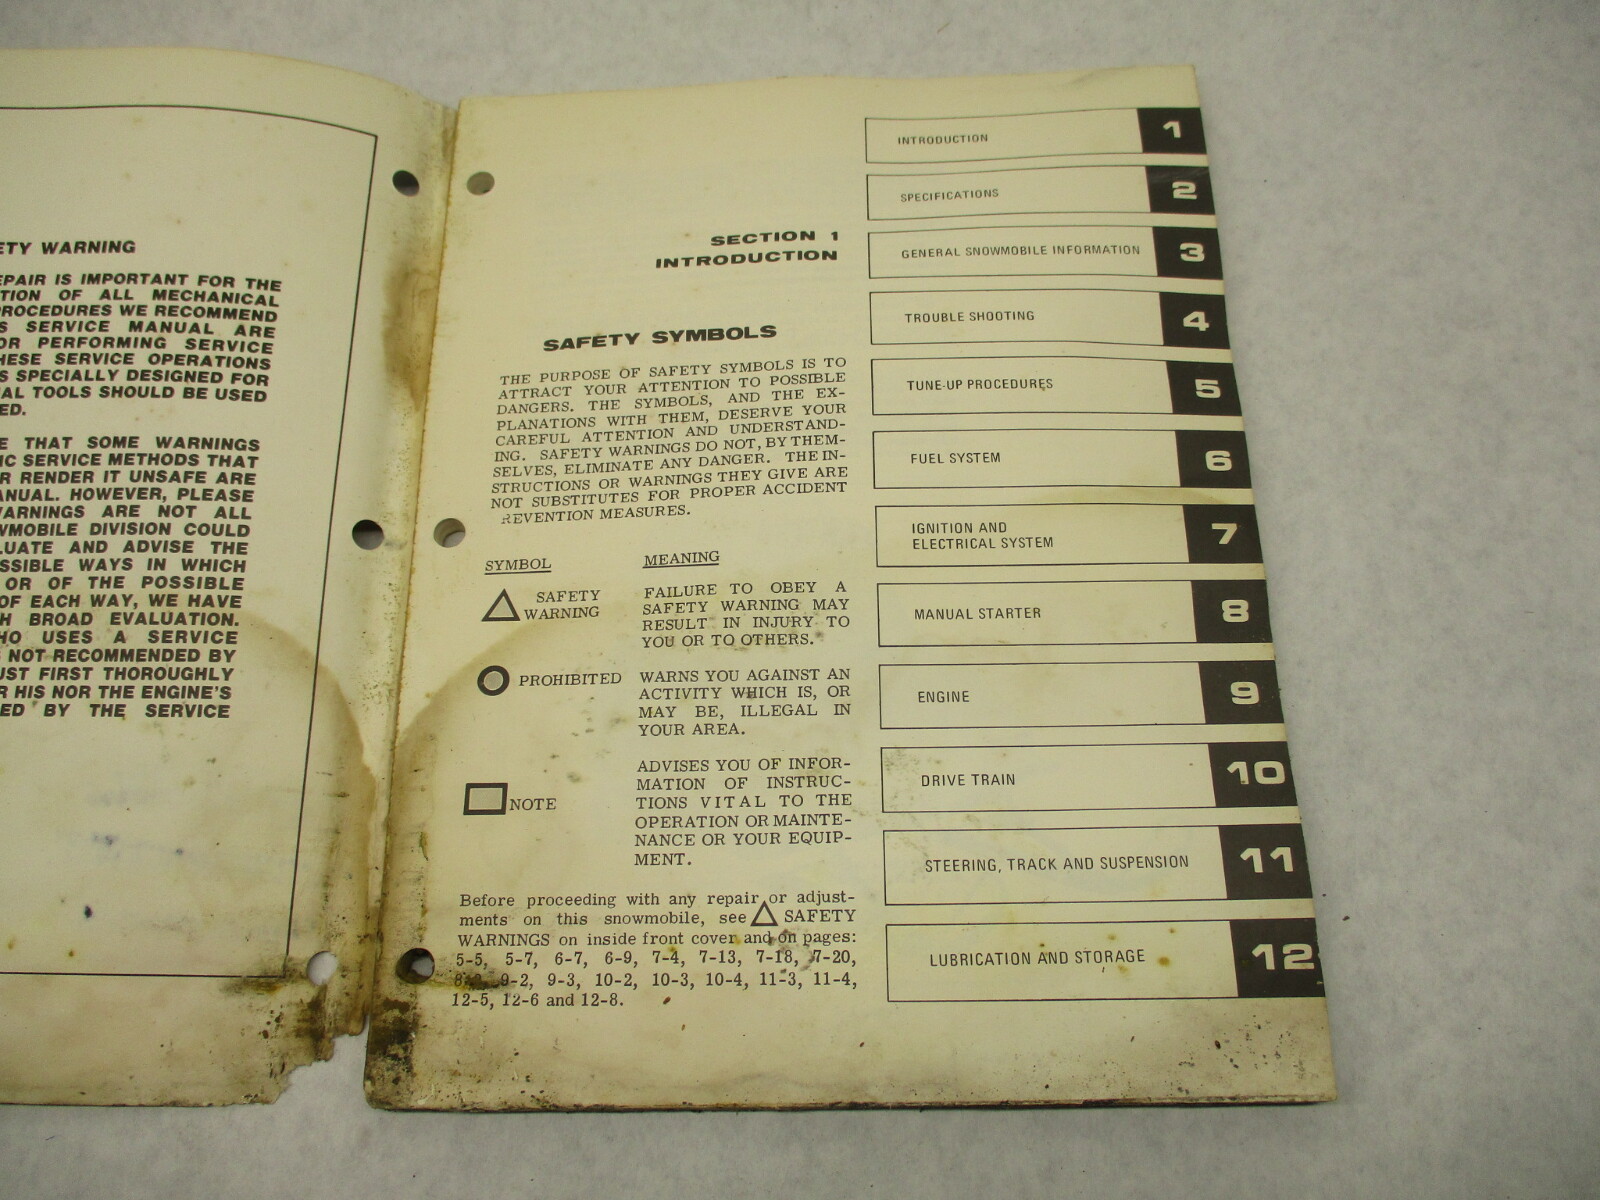 ETY WARNING
EPAIR IS IMPORTANT FOR THE
TION OF ALL MECHANICAL
PROCEDURES WE RECOMMEND
S SERVICE MANUAL ARE
OR PERFORMING SERVICE
HESE SERVICE OPERATIONS
S SPECIALLY DESIGNED FOR
AL TOOLS SHOULD BE USED
ED.
E THAT SOME WARNINGS
IC SERVICE METHODS THAT
R RENDER IT UNSAFE ARE
ANUAL. HOWEVER, PLEASE
WARNINGS ARE NOT ALL
WMOBILE DIVISION COULD
LUATE AND ADVISE THE
SSIBLE WAYS IN WHICH
OR OF THE POSSIBLE
OF EACH WAY, WE HAVE
H BROAD EVALUATION.
HO USES A SERVICE
NOT RECOMMENDED BY
UST FIRST THOROUGHLY
R HIS NOR THE ENGINE'S
ED BY THE SERVICE
SECTION 1
INTRODUCTION
SAFETY SYMBOLS
THE PURPOSE OF SAFETY SYMBOLS IS TO
ATTRACT YOUR ATTENTION TO POSSIBLE
DANGERS. THE SYMBOLS, AND THE EX-
PLANATIONS WITH THEM, DESERVE YOUR
CAREFUL ATTENTION AND UNDERSTAND-
ING. SAFETY WARNINGS DO NOT, BY THEM-
SELVES, ELIMINATE ANY DANGER. THE IN-
STRUCTIONS OR WARNINGS THEY GIVE ARE
NOT SUBSTITUTES FOR PROPER ACCIDENT
REVENTION MEASURES.
SYMBOL MEANING
SAFETY WARNING
FAILURE TO OBEY A
SAFETY WARNING MAY
RESULT IN INJURY TO
YOU OR TO OTHERS.
PROHIBITED
WARNS YOU AGAINST AN
ACTIVITY WHICH IS, OR
MAY BE, ILLEGAL IN
YOUR AREA.
NOTE
ADVISES YOU OF INFOR-
MATION OF INSTRUC-
TIONS VITAL TO THE
OPERATION OR MAINTE-
NANCE OR YOUR EQUIP-
MENT.
Before proceeding with any repair or adjust-
ments on this snowmobile, see SAFETY
WARNINGS on inside front cover and on pages:
5-5, 5-7, 6-7, 6-9, 7-4, 7-13, 7-18, 7-20,
9-2, 9-3, 10-2, 10-3, 10-4, 11-3, 11-4,
12-5, 12-6 and 12-8.
INTRODUCTION 1
SPECIFICATIONS 2
GENERAL SNOWMOBILE INFORMATION 3
TROUBLE SHOOTING 4
TUNE-UP PROCEDURES 5
FUEL SYSTEM 6
IGNITION AND
ELECTRICAL SYSTEM 7
MANUAL STARTER 8
ENGINE 9
DRIVE TRAIN 10
STEERING, TRACK AND SUSPENSION 11
LUBRICATION AND STORAGE 12